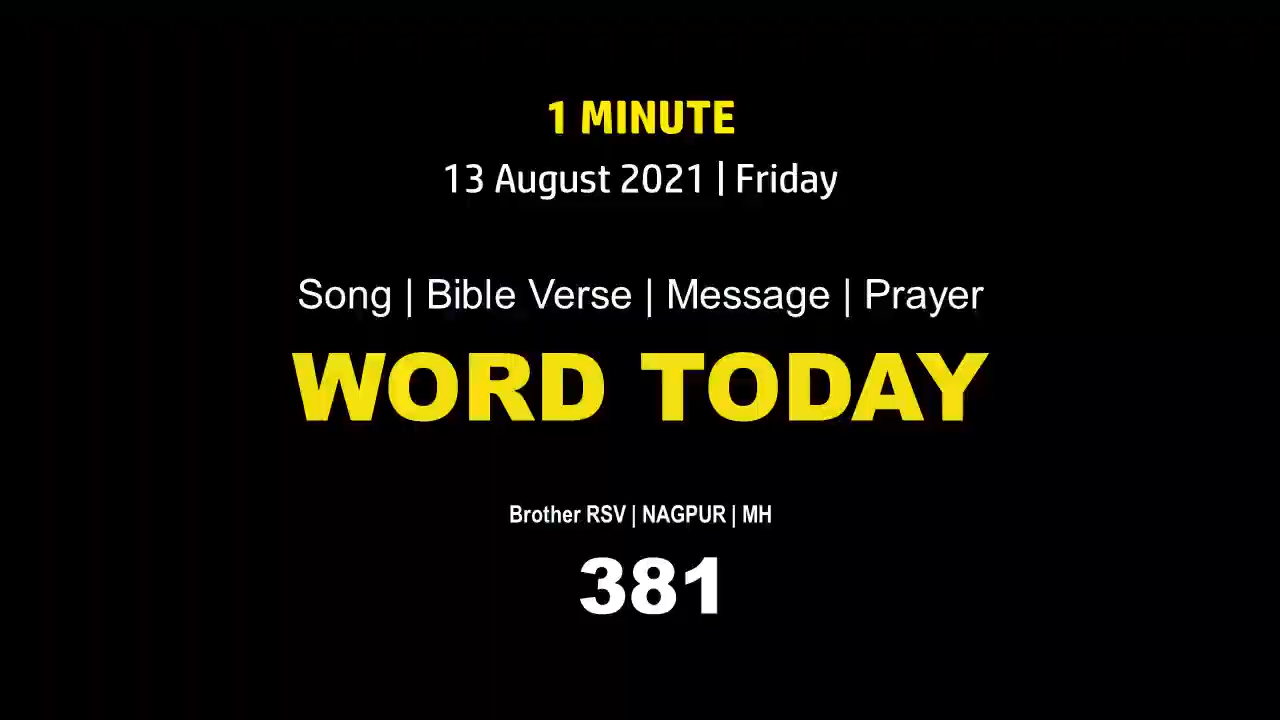 1 MINUTE
13 August 2021 | Friday
Song | Bible Verse | Message | Prayer
WORD TODAY
Brother RSV | NAGPUR | MH
381